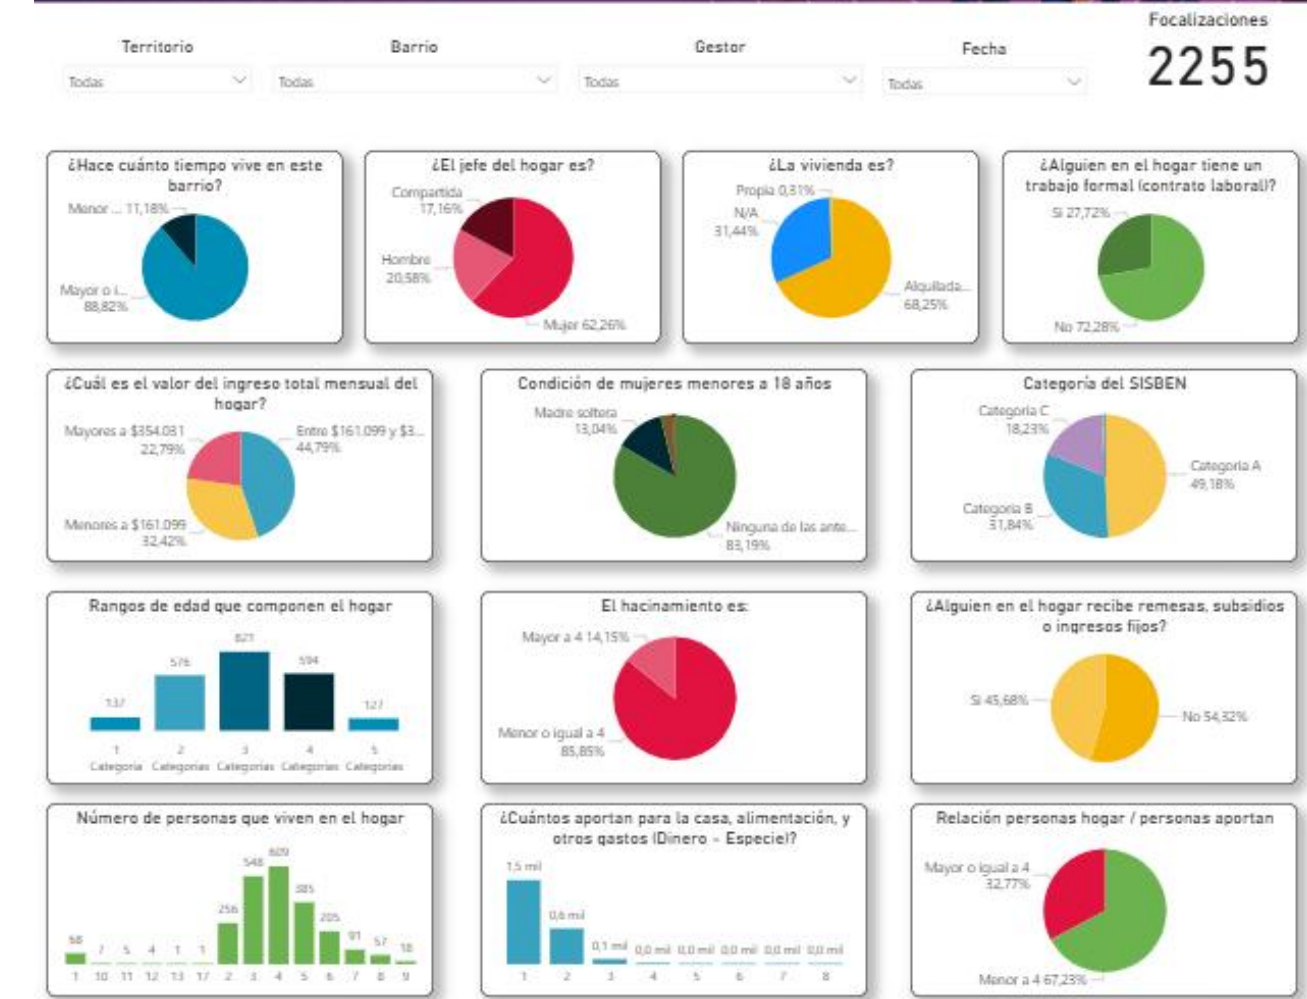 Focalizaciones
2255
Territorio
Barrio
Gestor
Fecha
Todas
Todas
Todas
Todas
¿Hace cuánto tiempo vive en este
barrio?
Menor ... 11,18%
Mayor o i...
88,82%
¿El jefe del hogar es?
Compartida
17,16%
Hombre
20,58%
Mujer 62,26%
¿La vivienda es?
Propia 0,31%
N/A
31,44%
Alquilada...
68,25%
¿Alguien en el hogar tiene un
trabajo formal (contrato laboral)?
Si 27,72%
No 72,28%
¿Cuál es el valor del ingreso total mensual del
hogar?
Mayores a $354.031
22,79%
Entre $161.099 y $3...
44,79%
Menores a $161.099
32,42%
Condición de mujeres menores a 18 años
Madre soltera
13,04%
Ninguna de las ante...
83,19%
Categoría del SISBEN
Categoria C
18,23%
Categoria A
49,18%
Categoria B
31,84%
Rangos de edad que componen el hogar
137
576
821
594
127
1
2
3
4
5
Categoria Categorias Categorias Categorias Categorias
El hacinamiento es:
Mayor a 4 14,15%
Menor o igual a 4
85,85%
¿Alguien en el hogar recibe remesas, subsidios
o ingresos fijos?
Si 45,68%
No 54,32%
Número de personas que viven en el hogar
68 7 5 4 1 1 256 548 609 385 205 91 57 18
1 10 11 12 13 17 2 3 4 5 6 7 8 9
¿Cuántos aportan para la casa, alimentación, y
otros gastos (Dinero - Especie)?
1,5 mil
0,6 mil
0,1 mil 0,0 mil 0,0 mil 0,0 mil 0,0 mil 0,0 mil
1 2 3 4 5 6 7 8
Relación personas hogar / personas aportan
Mayor o igual a 4
32,77%
Menor a 4 67,23%